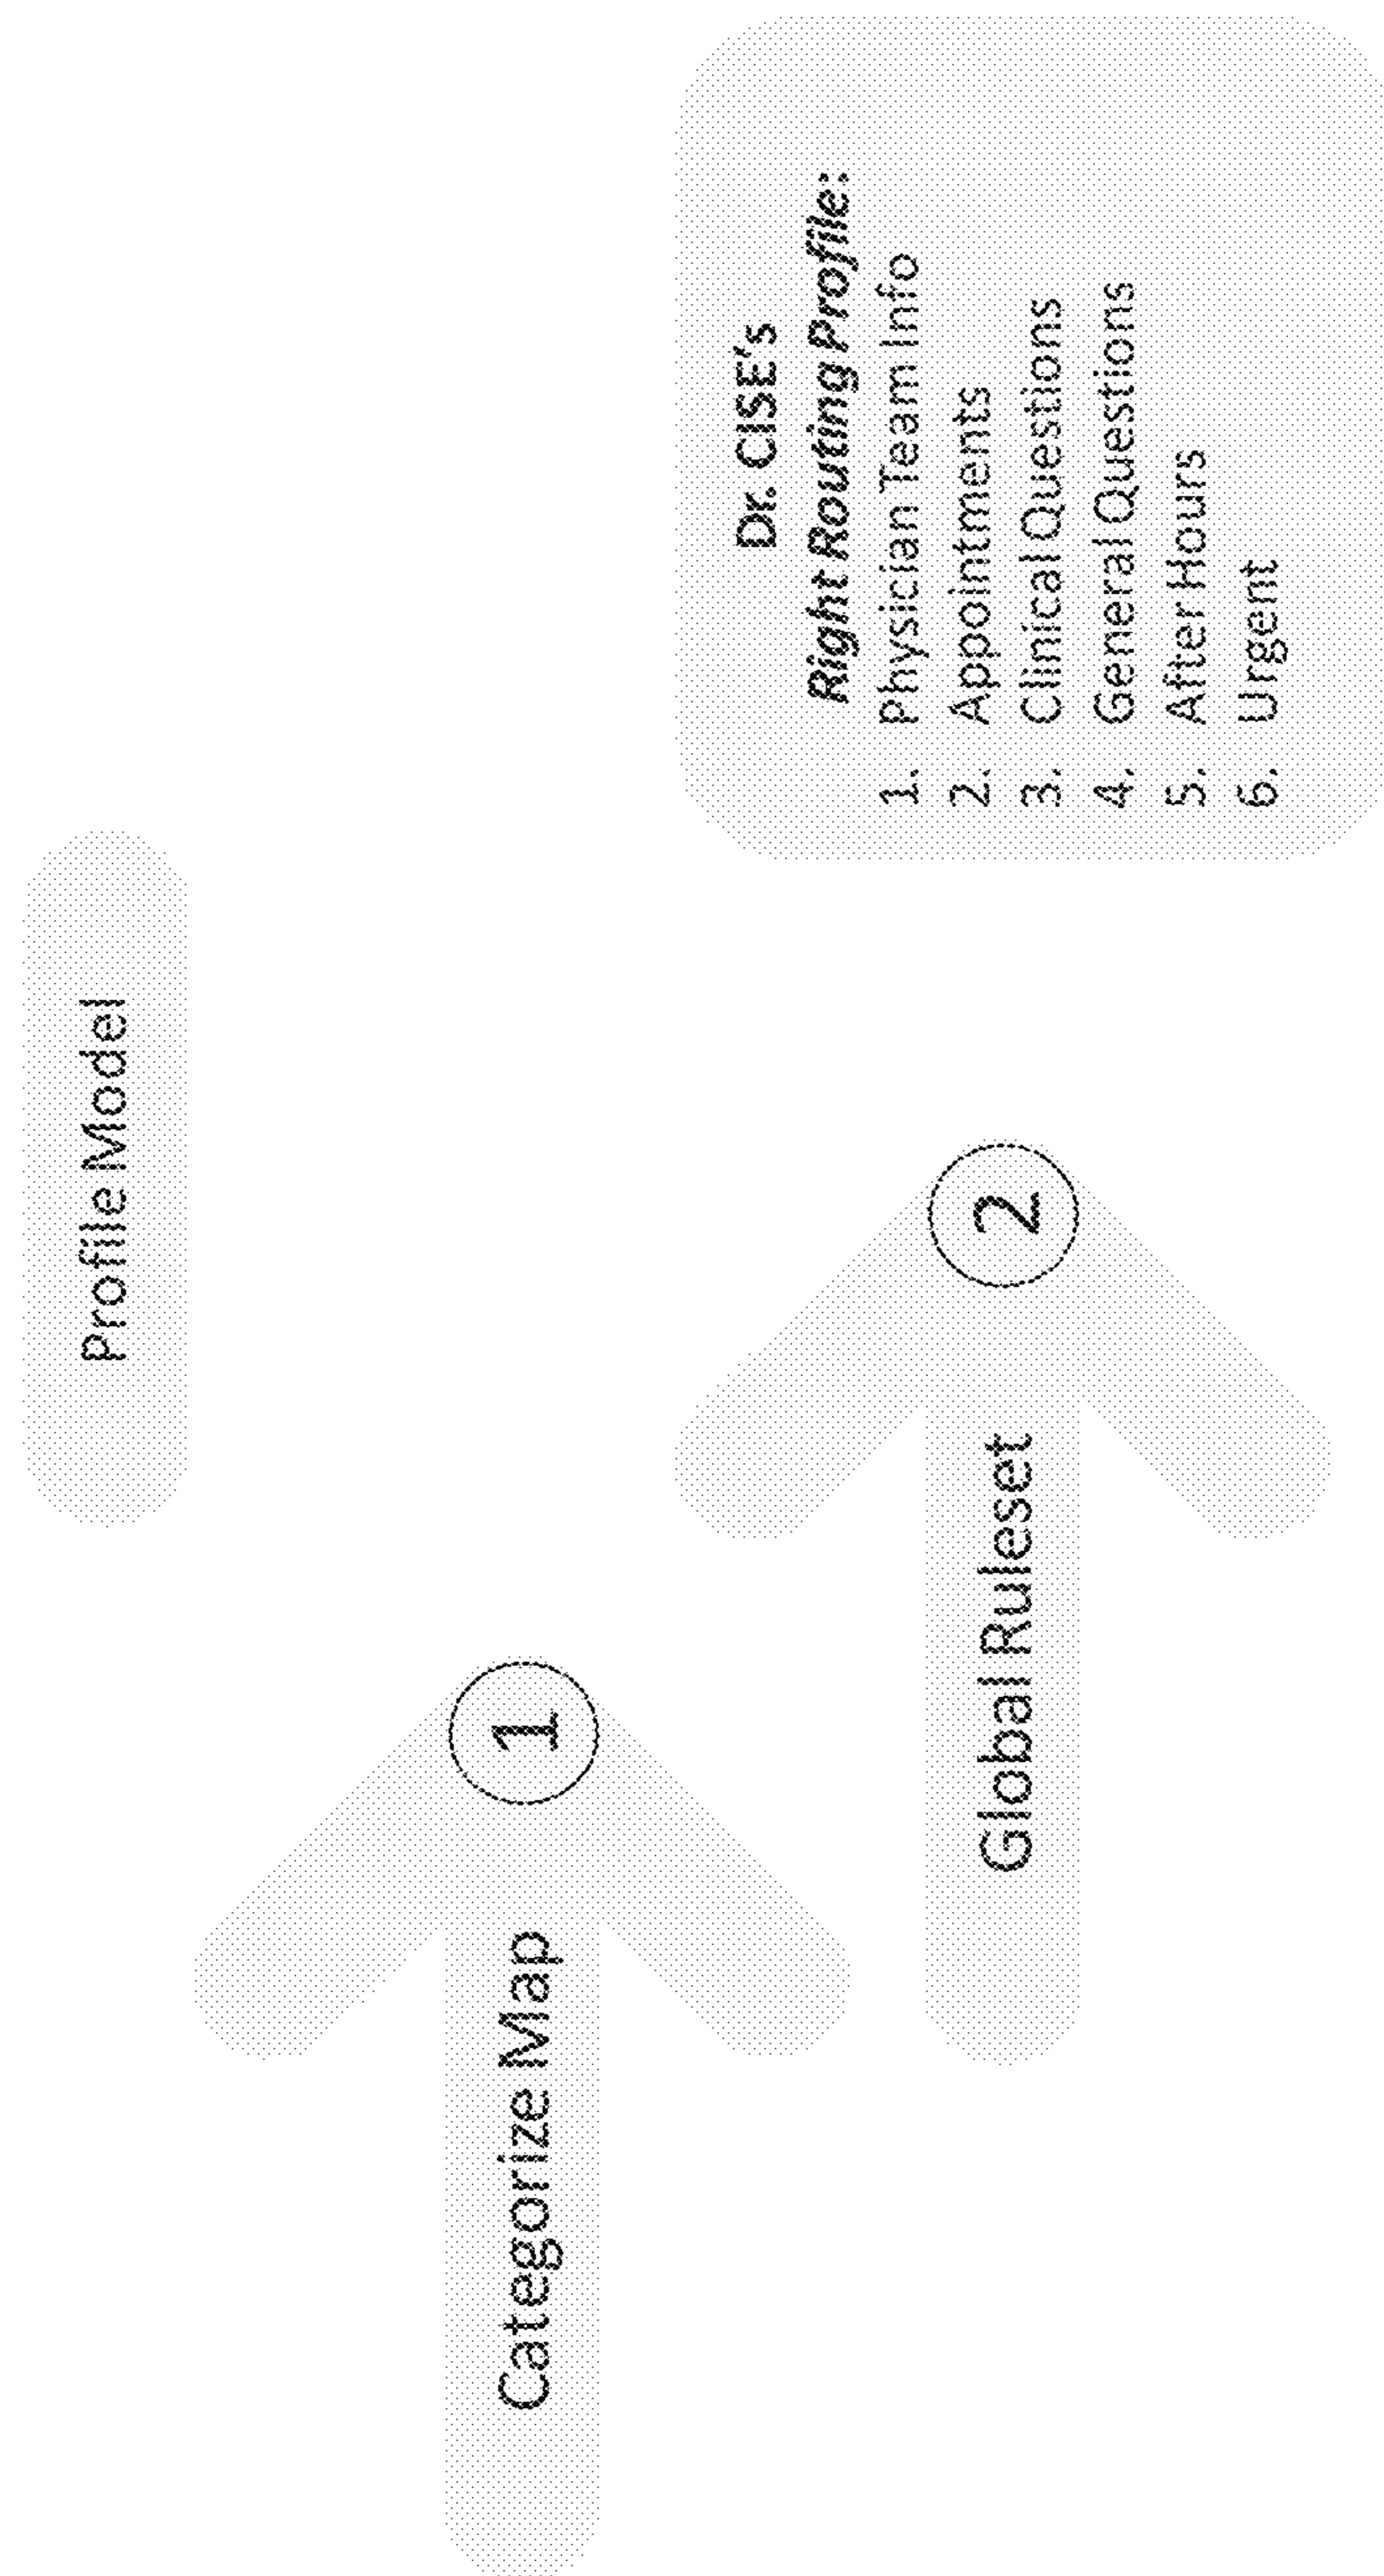 Profile Model
Categorize Map
1
Global Ruleset
2
Dr. CISE's
Right Routing Profile:
1. Physician Team Info
2. Appointments
3. Clinical Questions
4. General Questions
5. After Hours
6. Urgent